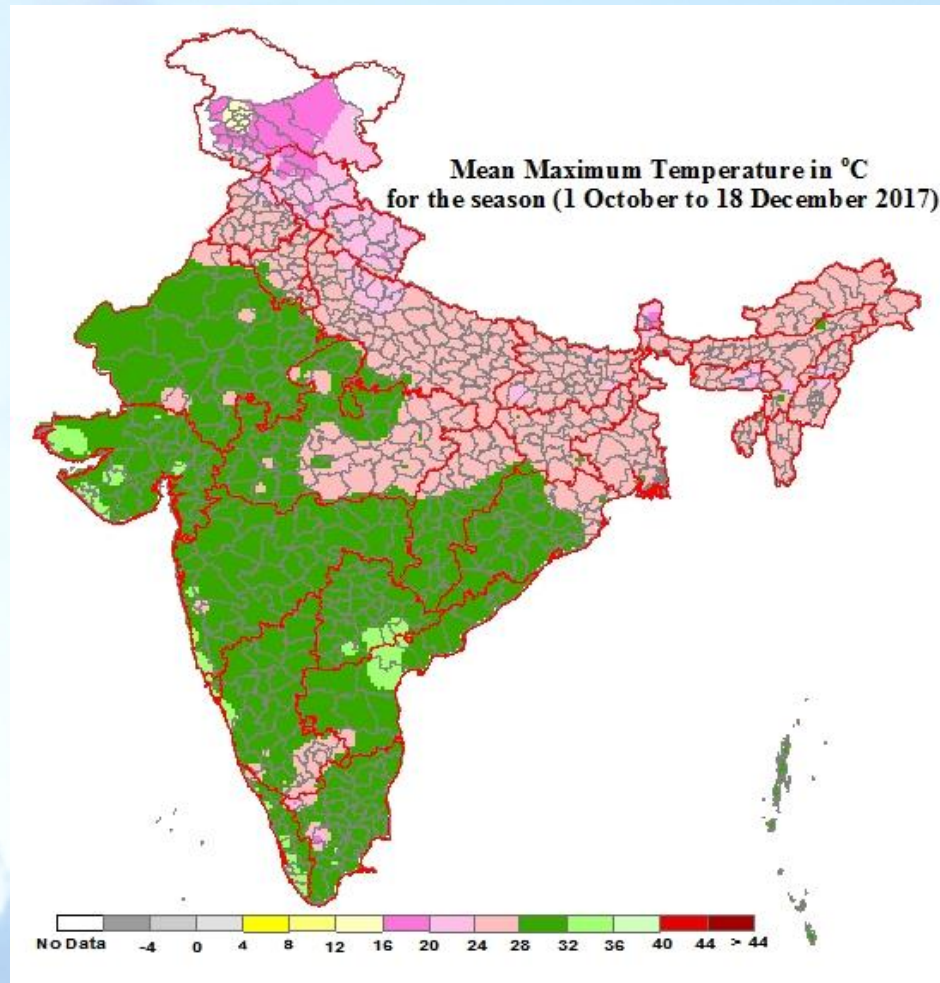 Mean Maximum Temperature in °C
for the season (1 October to 18 December 2017)
No Data -4 0 4 8 12 16 20 24 28 32 36 40 44 > 44